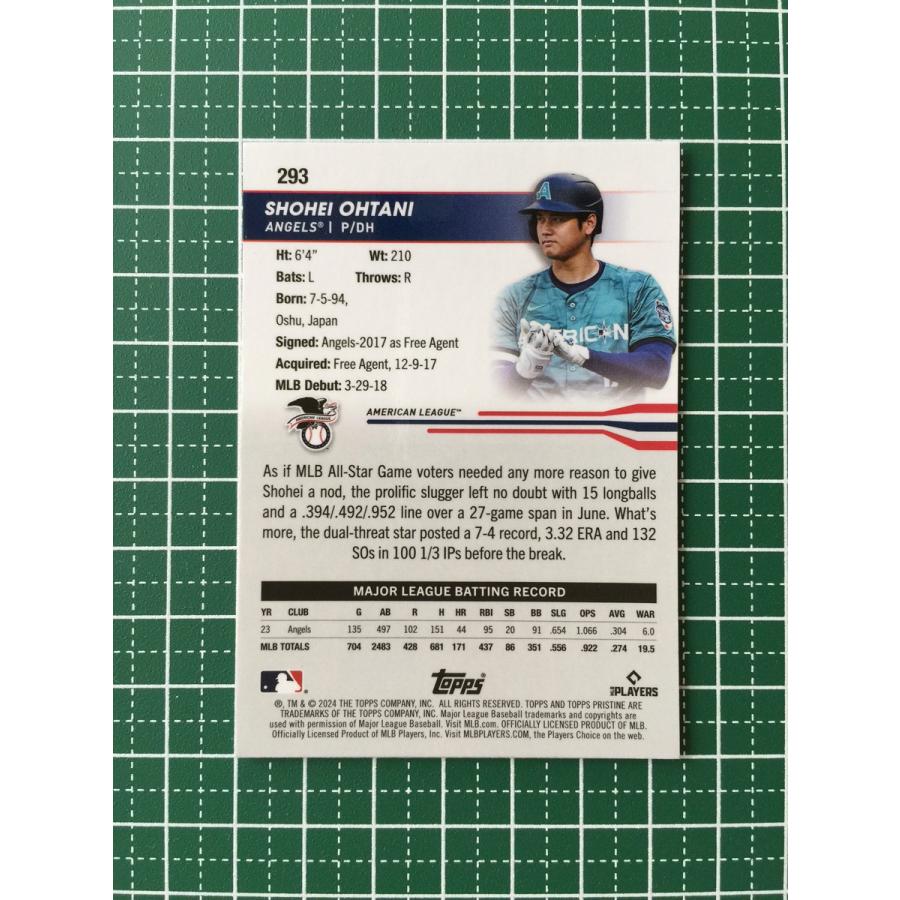 293
SHOHEI OHTANI
ANGELS® | P/DH
Ht: 6'4" Wt: 210
Bats: L Throws: R
Born: 7-5-94,
Oshu, Japan
Signed: Angels-2017 as Free Agent
Acquired: Free Agent, 12-9-17
MLB Debut: 3-29-18
A
ERICAN
AMERICAN LEAGUE
AMERICAN LEAGUE™
As if MLB All-Star Game voters needed any more reason to give
Shohei a nod, the prolific slugger left no doubt with 15 longballs
and a .394/.492/.952 line over a 27-game span in June. What's
more, the dual-threat star posted a 7-4 record, 3.32 ERA and 132
SOs in 100 1/3 IPs before the break.
MAJOR LEAGUE BATTING RECORD
YR CLUB G AB R H HR RBI SB BB SLG OPS AVG WAR
23 Angels 135 497 102 151 44 95 20 91 .654 1.066 .304 6.0
MLB TOTALS 704 2483 428 681 171 437 86 351 .556 .922 .274 19.5
topps®
MLB PLAYERS
®, TM & © 2024 THE TOPPS COMPANY, INC. ALL RIGHTS RESERVED. TOPPS AND TOPPS PRISTINE ARE
TRADEMARKS OF THE TOPPS COMPANY, INC. Major League Baseball trademarks and copyrights are
used with permission of Major League Baseball. Visit MLB.com. OFFICIALLY LICENSED PRODUCT OF MLB.
Officially Licensed Product of MLB Players, Inc. Visit MLBPLAYERS.COM, the Players Choice on the web.